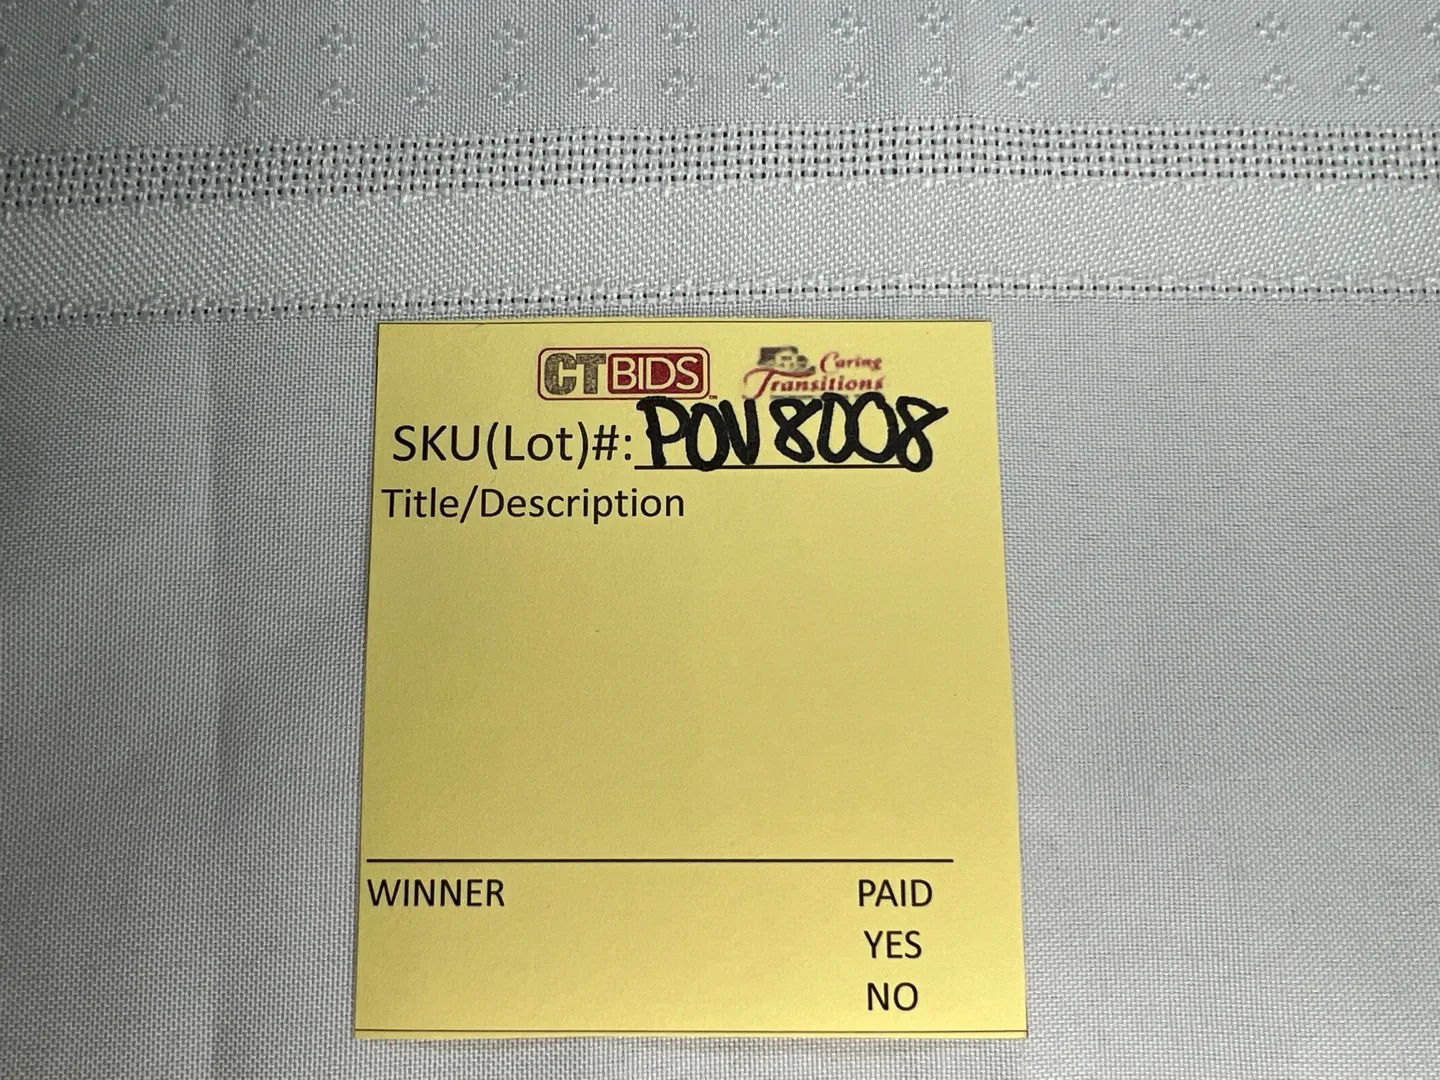 CTBIDS Caring Transitions
SKU(Lot)#: POV8008
Title/Description
WINNER PAID
YES
NO